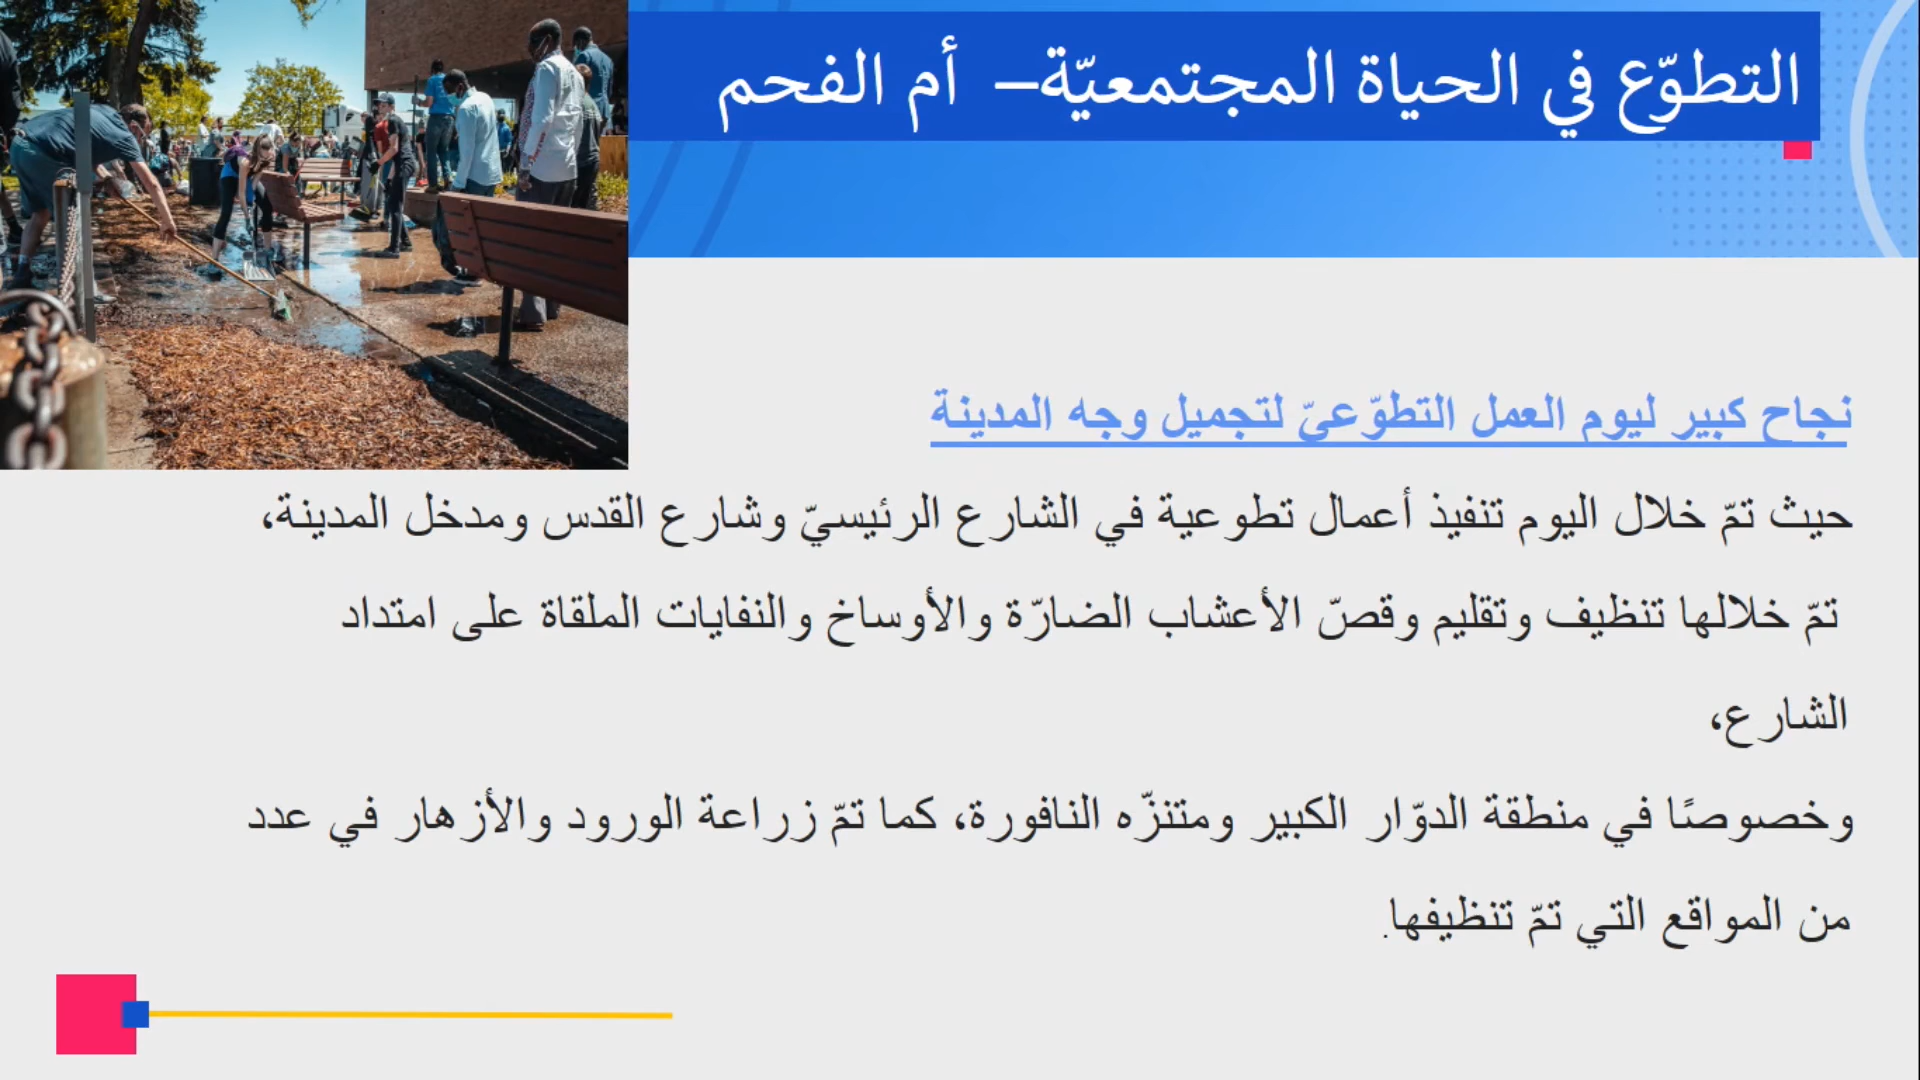 التطوّع في الحياة المجتمعيّة– أم الفحم
نجاح كبير ليوم العمل التطوّعيّ لتجميل وجه المدينة
حيث تمّ خلال اليوم تنفيذ أعمال تطوعية في الشارع الرئيسيّ وشارع القدس ومدخل المدينة،
تمّ خلالها تنظيف وتقليم وقصّ الأعشاب الضارّة والأوساخ والنفايات الملقاة على امتداد
الشارع،
وخصوصًا في منطقة الدوّار الكبير ومتنزّه النافورة، كما تمّ زراعة الورود والأزهار في عدد
من المواقع التي تمّ تنظيفها.